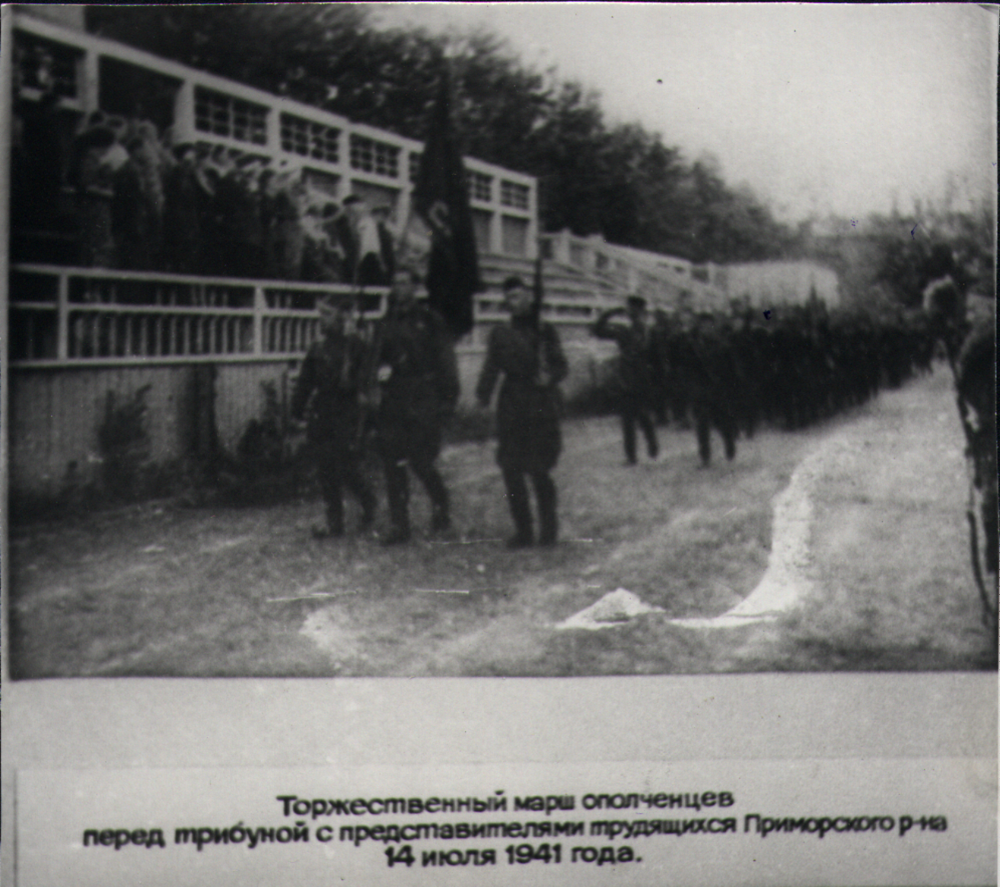 Торжественный марш ополченцев
перед трибуной с представителями трудящихся Приморского р-на
14 июля 1941 года.